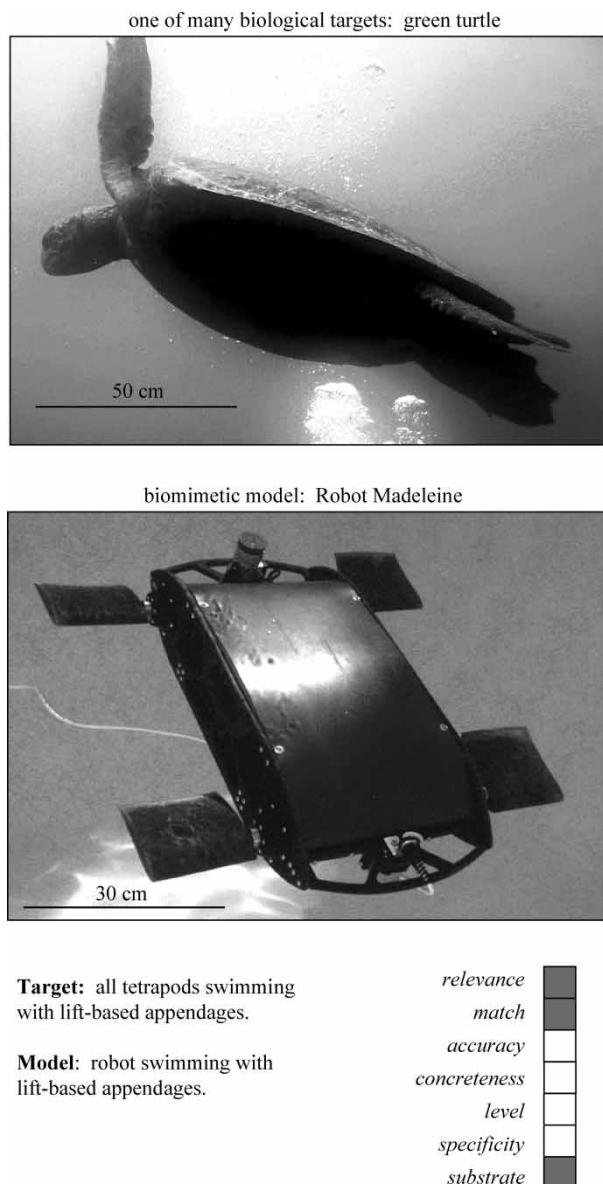 one of many biological targets: green turtle
50 cm
biomimetic model: Robot Madeleine
30 cm
Target: all tetrapods swimming
with lift-based appendages.
Model: robot swimming with
lift-based appendages.
relevance
match
accuracy
concreteness
level
specificity
substrate